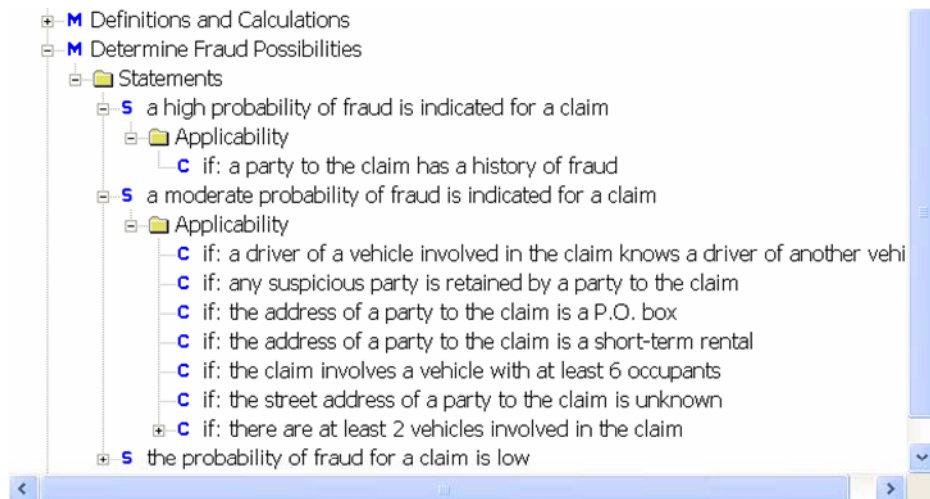 M Definitions and Calculations
M Determine Fraud Possibilities
Statements
S a high probability of fraud is indicated for a claim
Applicability
C if: a party to the claim has a history of fraud
S a moderate probability of fraud is indicated for a claim
Applicability
C if: a driver of a vehicle involved in the claim knows a driver of another vehi
C if: any suspicious party is retained by a party to the claim
C if: the address of a party to the claim is a P.O. box
C if: the address of a party to the claim is a short-term rental
C if: the claim involves a vehicle with at least 6 occupants
C if: the street address of a party to the claim is unknown
C if: there are at least 2 vehicles involved in the claim
S the probability of fraud for a claim is low